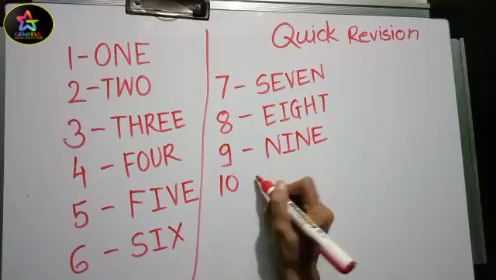 Quick Revision
1-ONE
2-TWO
3-THREE
4-FOUR
5-FIVE
6-SIX
7-SEVEN
8-EIGHT
9-NINE
10